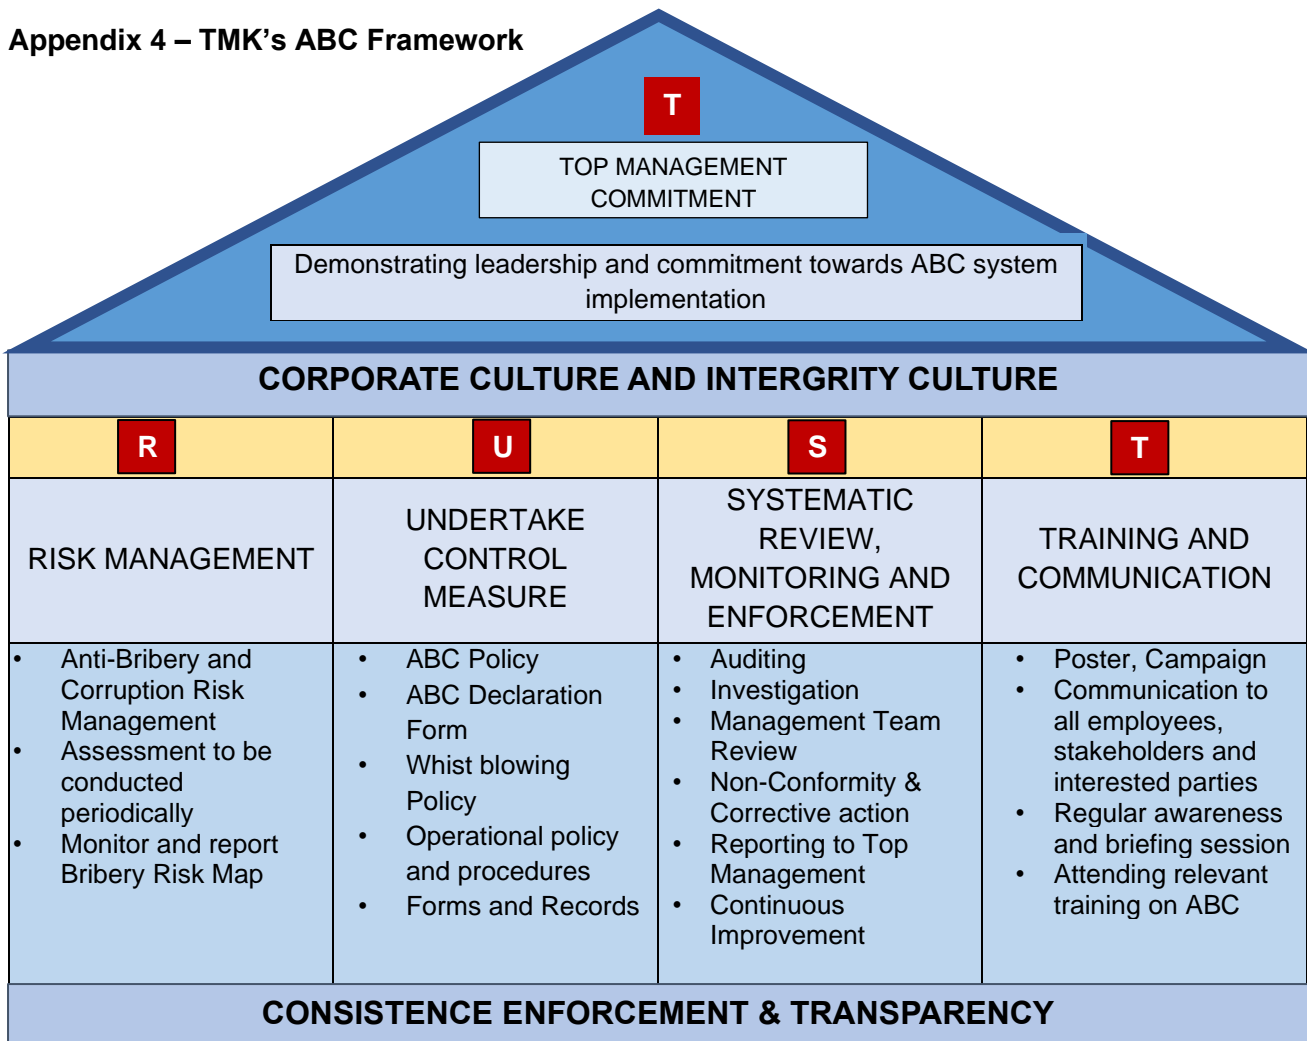 Appendix 4 – TMK's ABC Framework
T
TOP MANAGEMENT
COMMITMENT
Demonstrating leadership and commitment towards ABC system
implementation
CORPORATE CULTURE AND INTERGRITY CULTURE
R
U
S
T
RISK MANAGEMENT
UNDERTAKE
CONTROL
MEASURE
SYSTEMATIC
REVIEW,
MONITORING AND
ENFORCEMENT
TRAINING AND
COMMUNICATION
• Anti-Bribery and
Corruption Risk
Management
• Assessment to be
conducted
periodically
• Monitor and report
Bribery Risk Map
• ABC Policy
• ABC Declaration
Form
• Whist blowing
Policy
• Operational policy
and procedures
• Forms and Records
• Auditing
• Investigation
• Management Team
Review
• Non-Conformity &
Corrective action
• Reporting to Top
Management
• Continuous
Improvement
• Poster, Campaign
• Communication to
all employees,
stakeholders and
interested parties
• Regular awareness
and briefing session
• Attending relevant
training on ABC
CONSISTENCE ENFORCEMENT & TRANSPARENCY